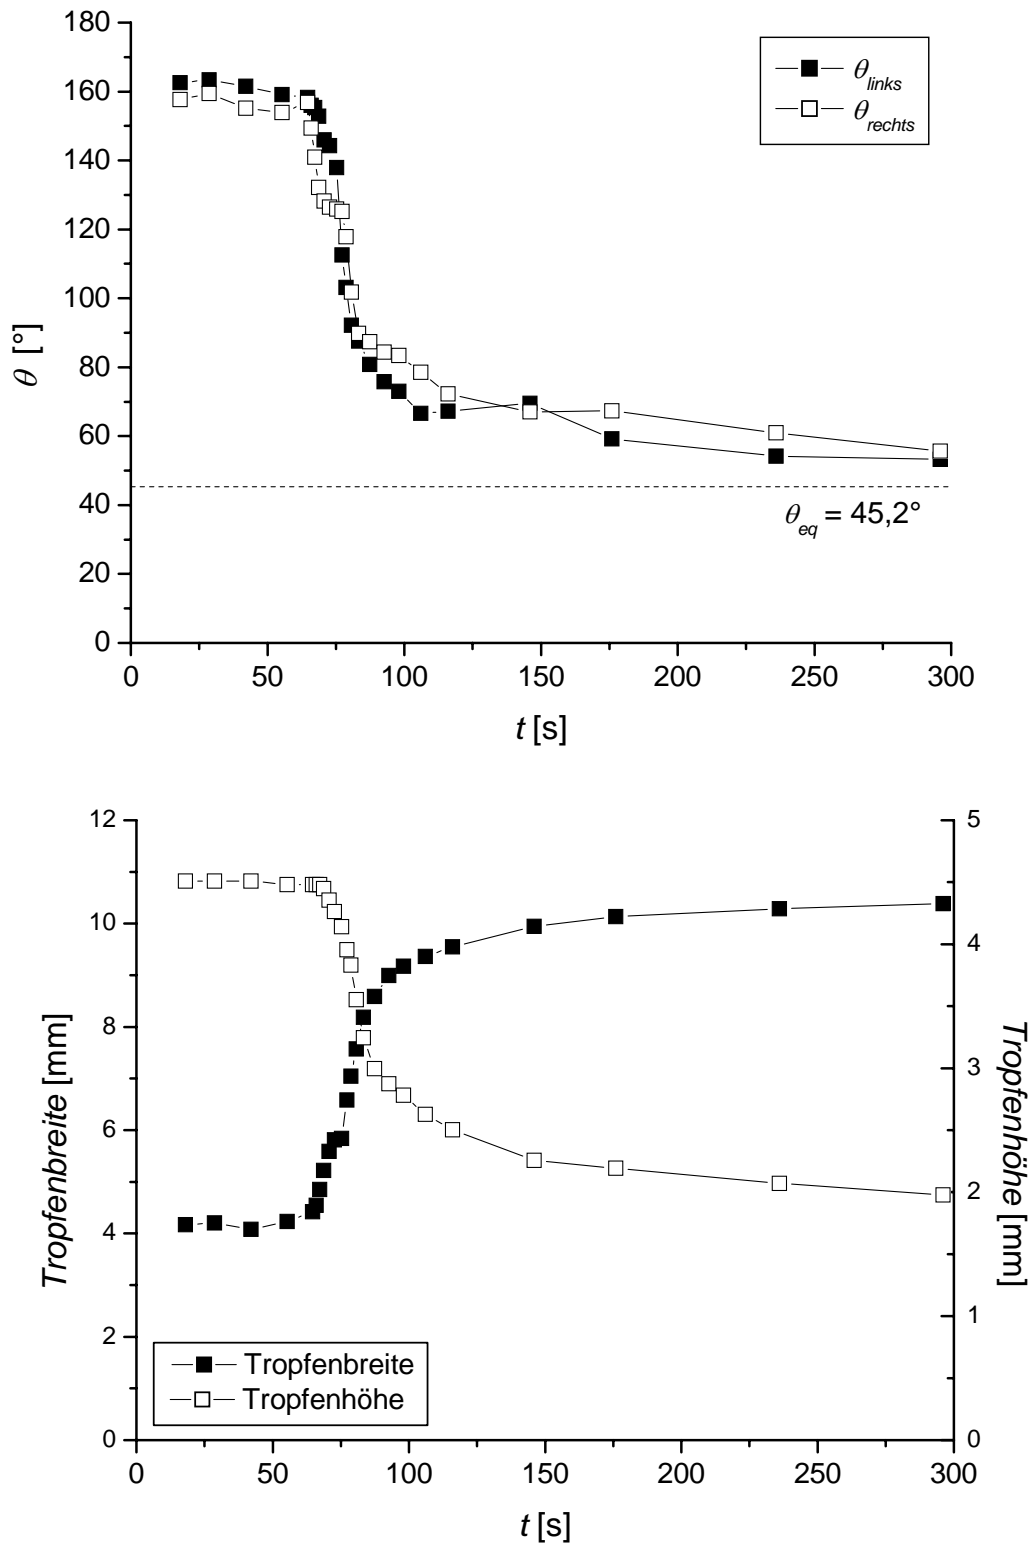 180
160
140
120
100
80
60
40
20
0
θ [°]
θlinks
θrechts
θeq = 45,2°
0 50 100 150 200 250 300
t [s]
12
10
8
6
4
2
0
Tropfenbreite [mm]
5
4
3
2
1
0
Tropfenhöhe [mm]
Tropfenbreite
Tropfenhöhe
0 50 100 150 200 250 300
t [s]